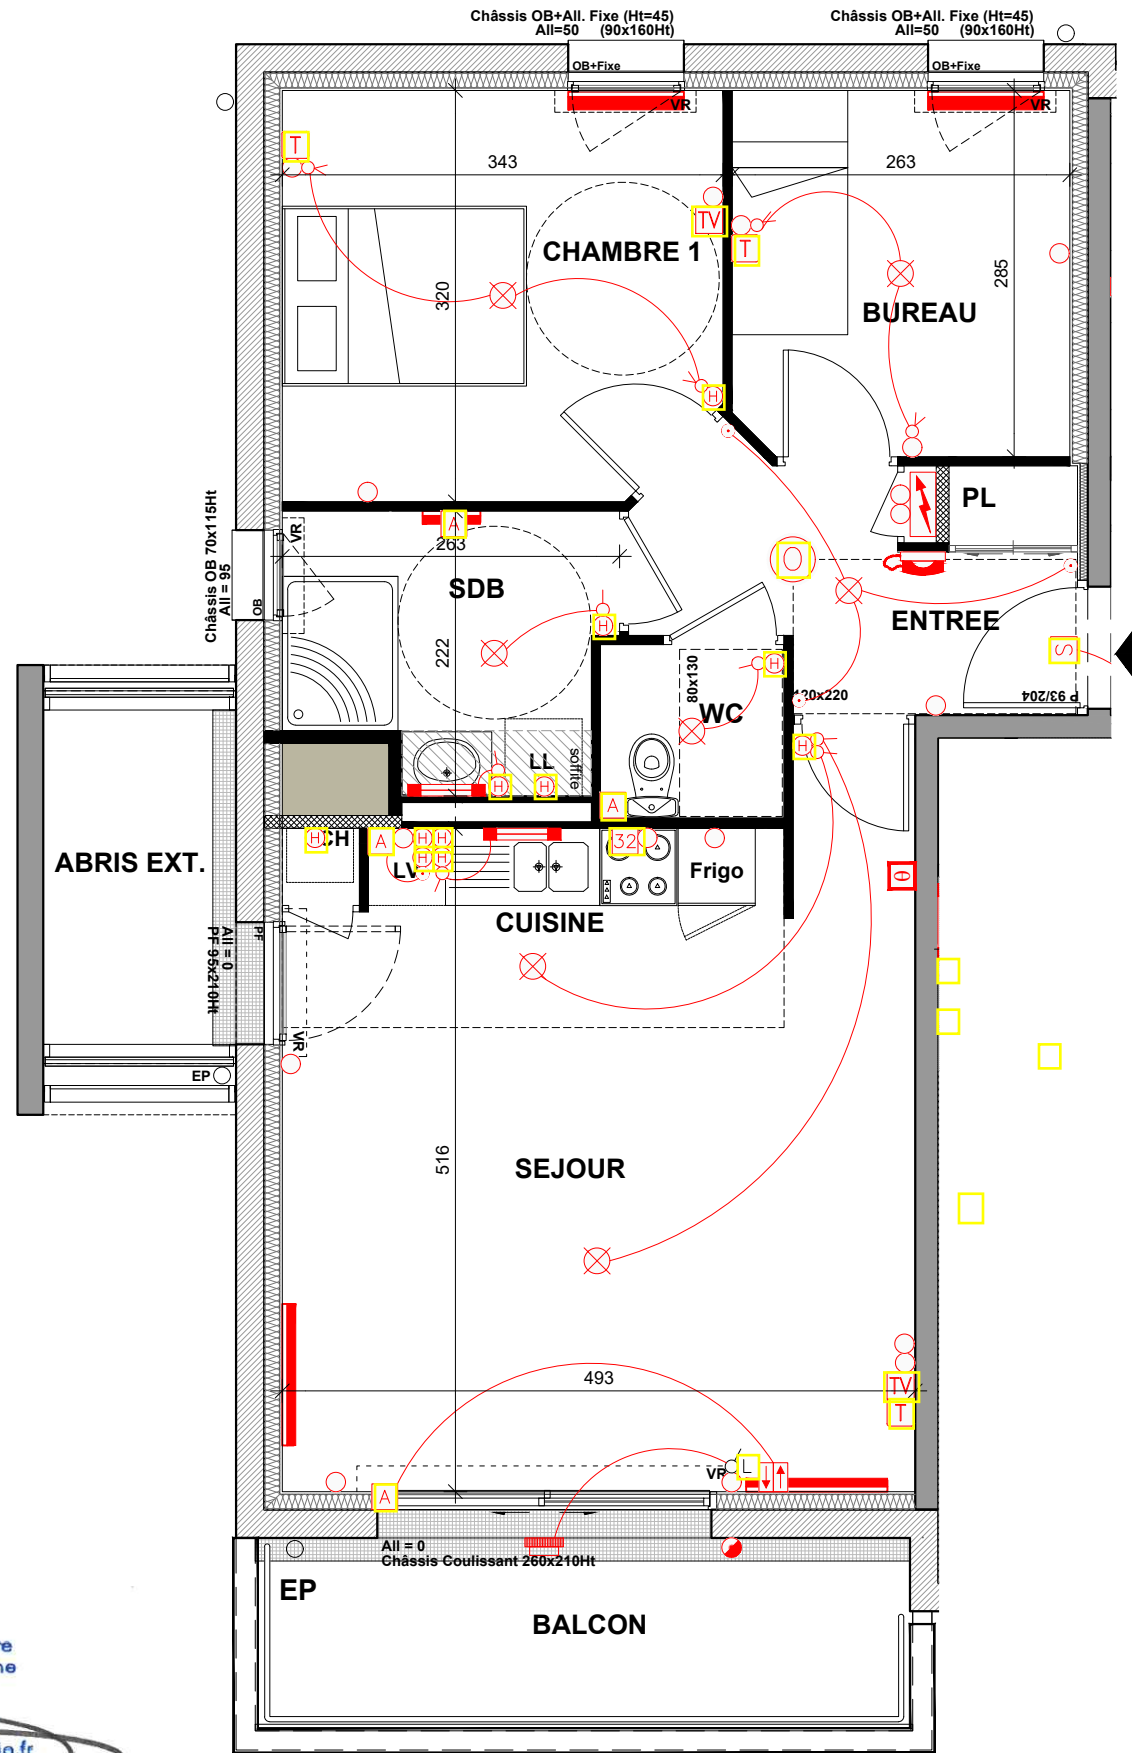 Châssis OB+All. Fixe (Ht=45)
All=50 (90x160Ht)
Châssis OB+All. Fixe (Ht=45)
All=50 (90x160Ht)
OB+Fixe
OB+Fixe
VR
VR
T
343
263
TV
T
CHAMBRE 1
320
285
BUREAU
H
Châssis OB 70x115Ht
All = 95
OB
VR
A
263
SDB
222
H
PL
O
ENTREE
S
P 93/204
120x220
80x130
H
WC
H
LL
soffite
H
H
A
CH
H
A
H
H
H
H
LV
32
Frigo
θ
ABRIS EXT.
CUISINE
PF
All = 0
PF 95x210Ht
VR
EP
516
SEJOUR
493
TV
T
VR
L
A
All = 0
Châssis Coulissant 260x210Ht
EP
BALCON